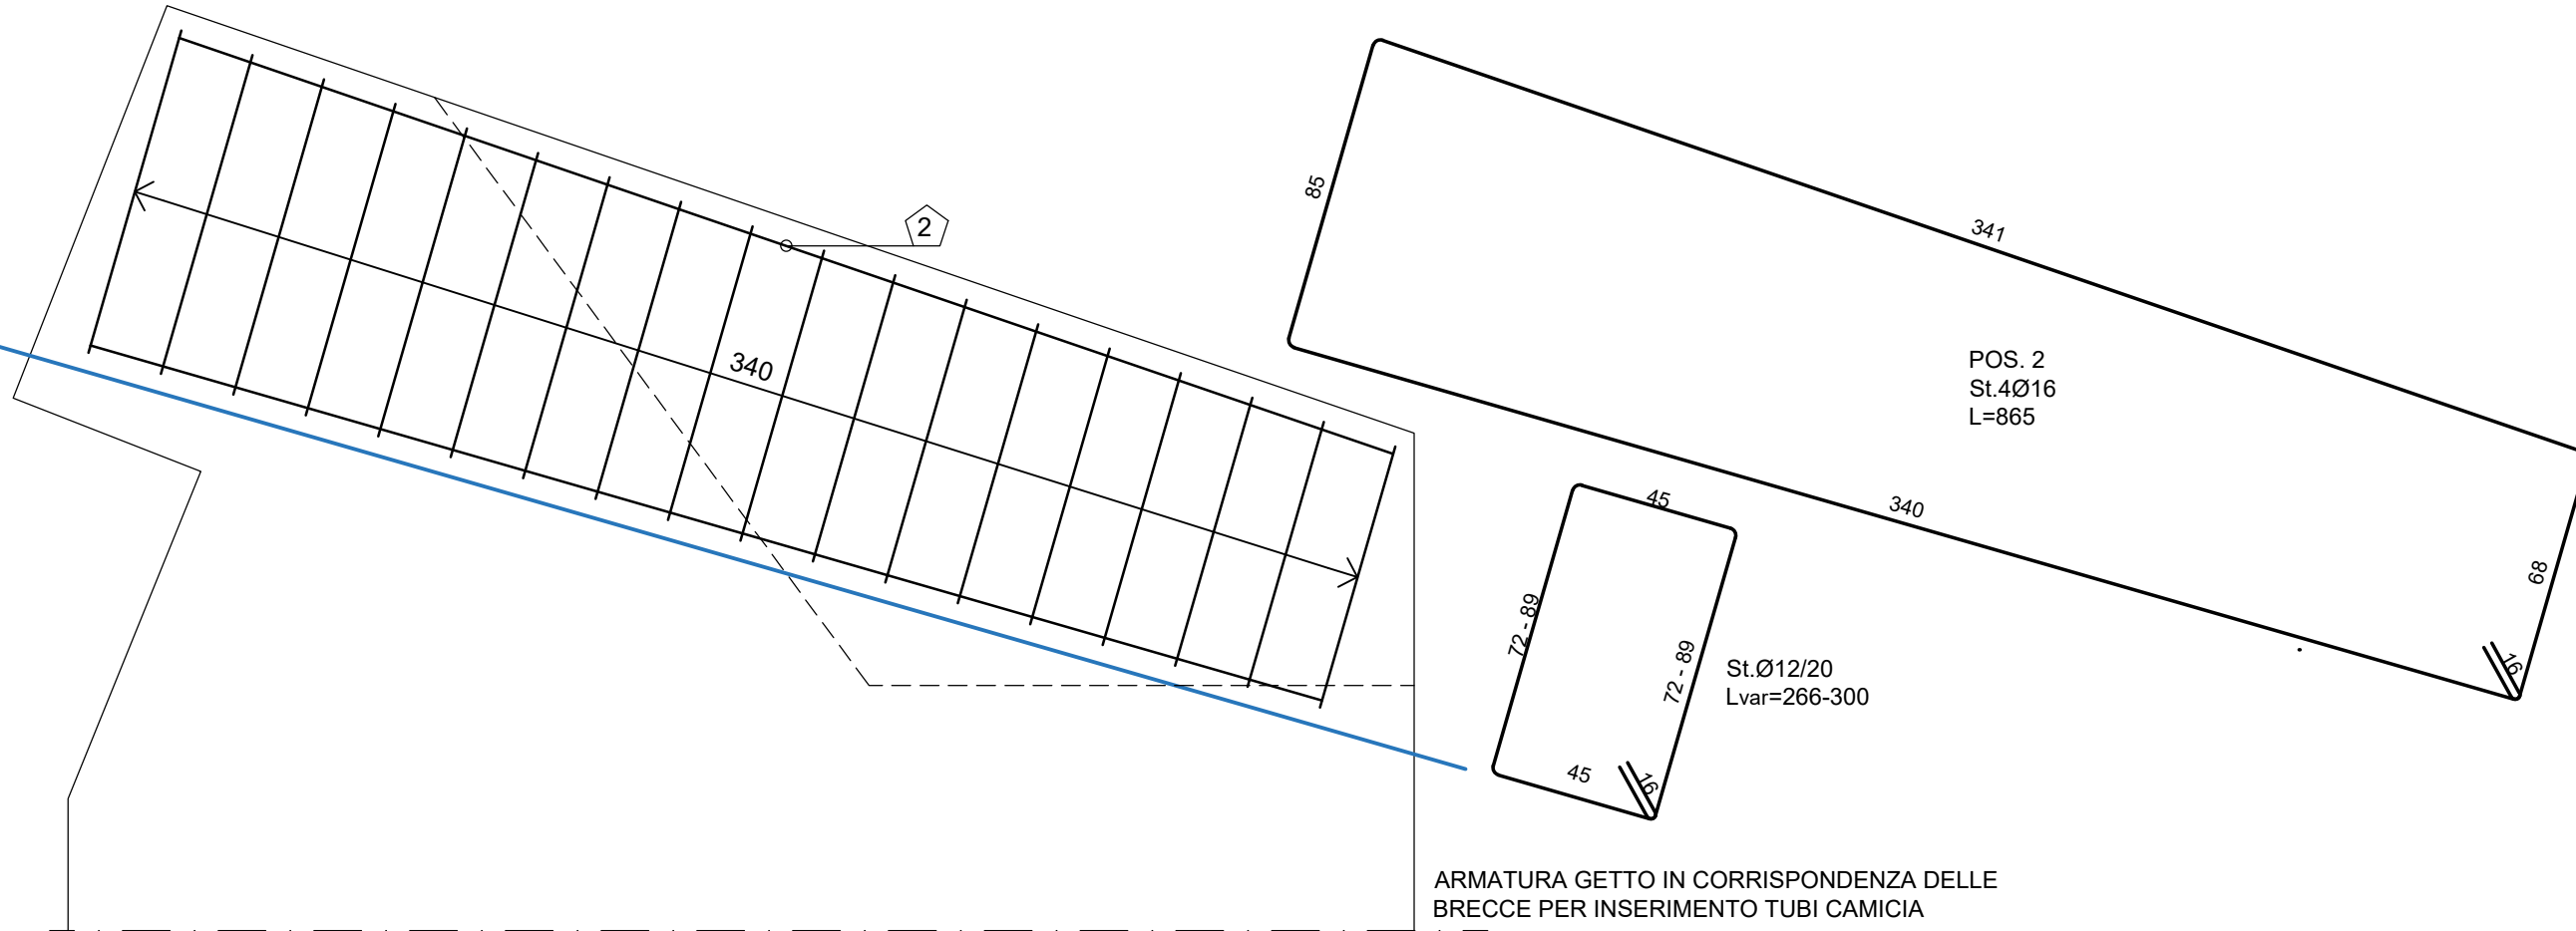 2
340
85
341
POS. 2
St.4Ø16
L=865
340
68
16
45
72 - 89
72 - 89
St.Ø12/20
Lvar=266-300
45
16
ARMATURA GETTO IN CORRISPONDENZA DELLE
BRECCE PER INSERIMENTO TUBI CAMICIA